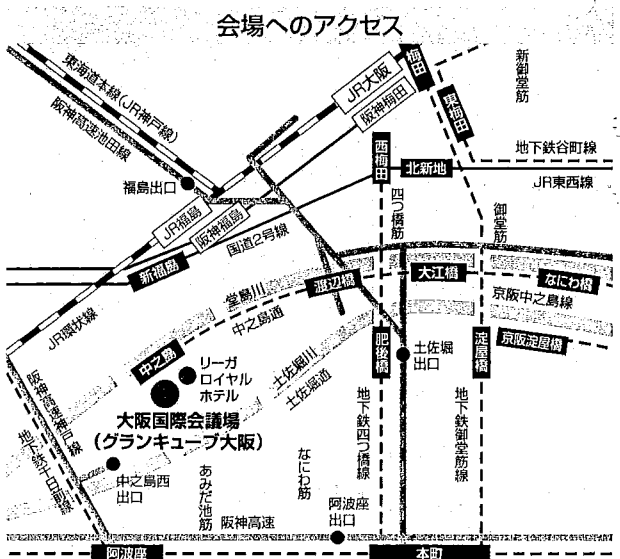 会場へのアクセス
東海道本線(JR神戸線)
阪神高速池田線
JR大阪
阪神梅田
梅田
東梅田
新御堂筋
西梅田
北新地
地下鉄谷町線
JR東西線
福島出口
JR福島
阪神福島
国道2号線
新福島
四つ橋筋
御堂筋
堂島川
渡辺橋
大江橋
なにわ橋
京阪中之島線
JR環状線
中之島通
中之島
リーガ
ロイヤル
ホテル
土佐堀川
土佐堀通
肥後橋
土佐堀
出口
淀屋橋
京阪淀屋橋
大阪国際会議場
(グランキューブ大阪)
阪神高速神戸線
地下鉄千日前線
中之島西
出口
あみだ池筋
なにわ筋
地下鉄四つ橋線
地下鉄御堂筋線
阪神高速
阿波座
出口
阿波座
本町